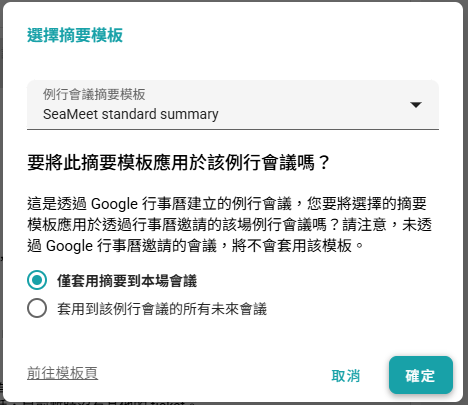 選擇摘要模板
例行會議摘要模板
SeaMeet standard summary
要將此摘要模板應用於該例行會議嗎？
這是透過 Google 行事曆建立的例行會議，您要將選擇的摘要
模板應用於透過行事曆邀請的該場例行會議嗎？請注意，未透
過 Google 行事曆邀請的會議，將不會套用該模板。
僅套用摘要到本場會議
套用到該例行會議的所有未來會議
前往模板頁
取消
確定